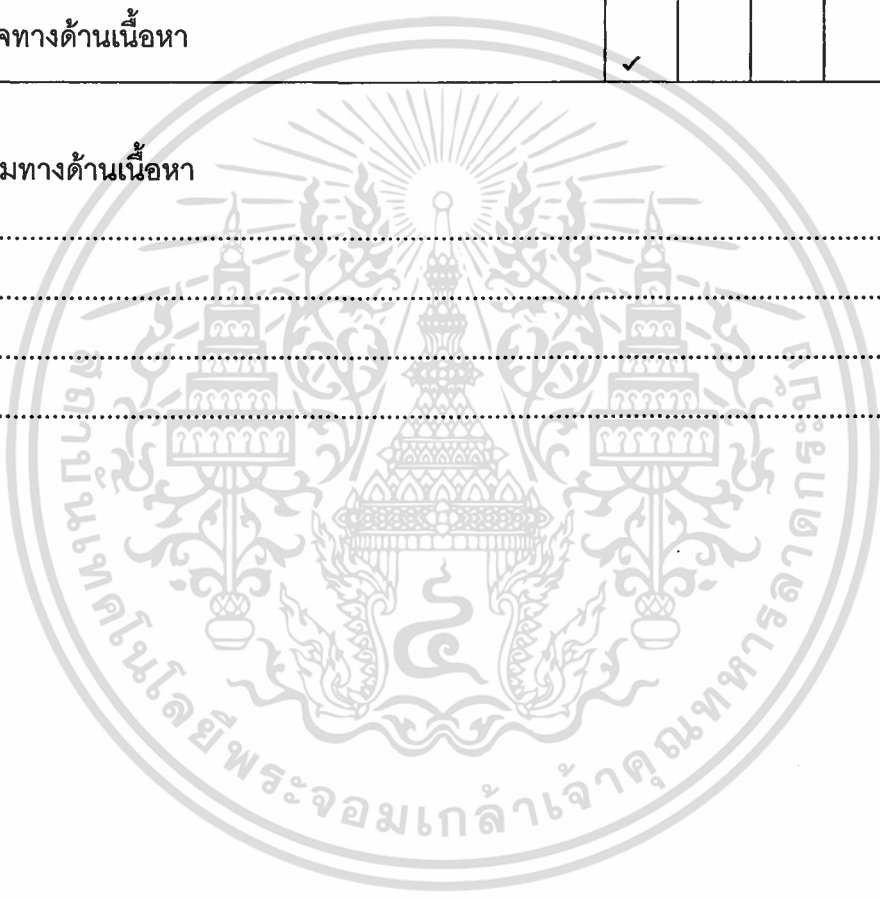 จทางด้านเนื้อหา
✓
มทางด้านเนื้อหา
................................................................................
................................................................................
................................................................................
................................................................................
๔
สถาบันเทคโนโลยีพระจอมเกล้าเจ้าคุณทหารลาดกระบัง